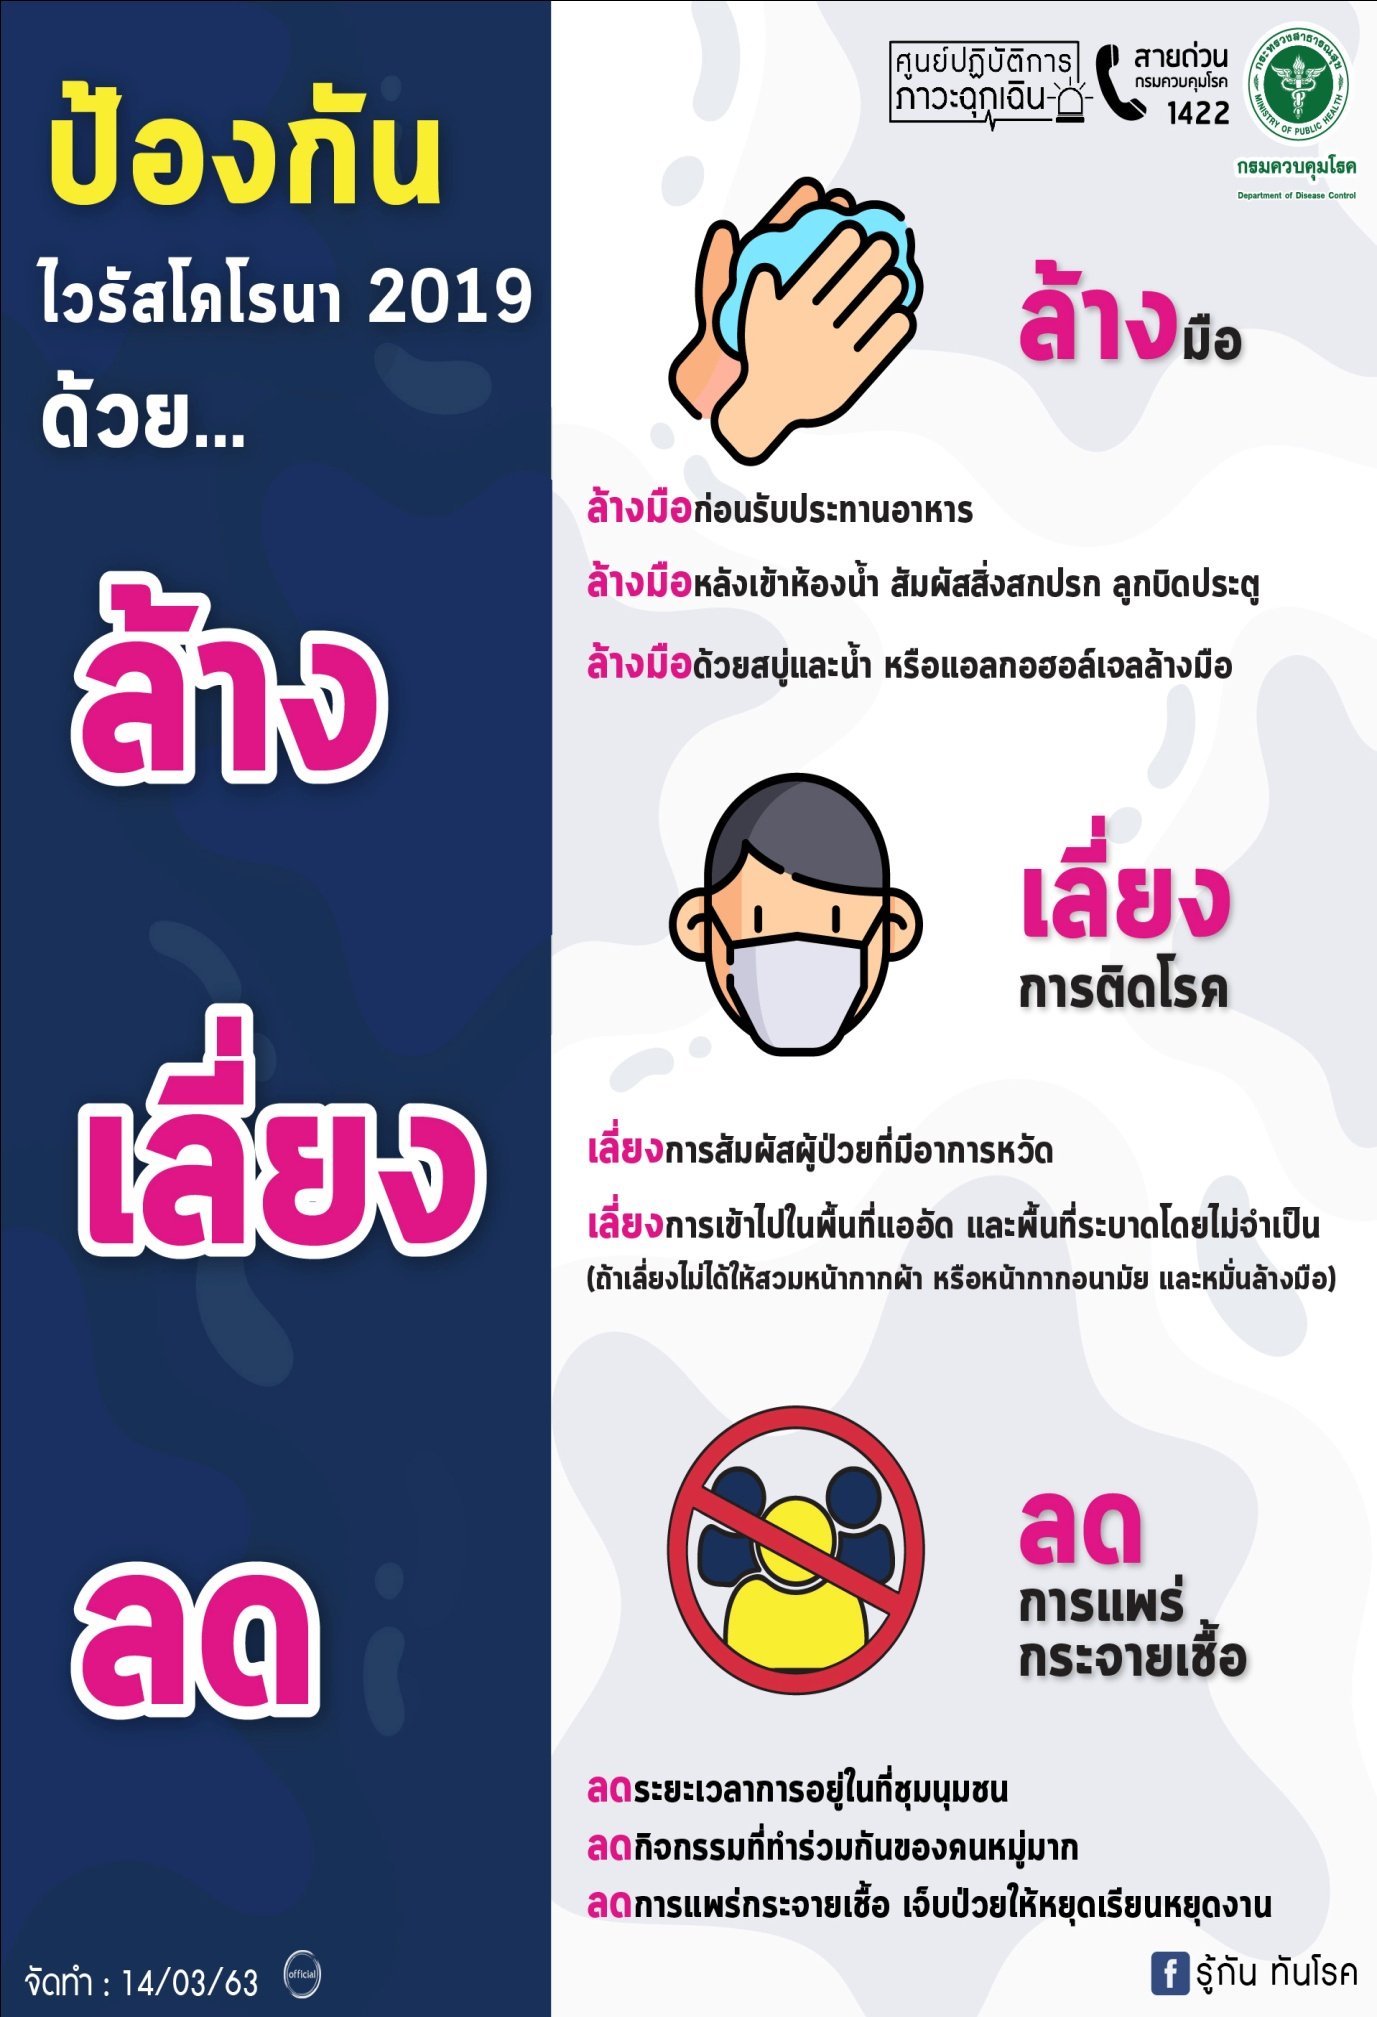 ป้องกัน
ไวรัสโคโรนา 2019
ด้วย...
ล้าง
เลี่ยง
ลด
จัดทำ : 14/03/63
official
ศูนย์ปฏิบัติการ
ภาวะฉุกเฉิน
สายด่วน
กรมควบคุมโรค
1422
กระทรวงสาธารณสุข
MINISTRY OF PUBLIC HEALTH
กรมควบคุมโรค
Department of Disease Control
ล้างมือ
ล้างมือก่อนรับประทานอาหาร
ล้างมือหลังเข้าห้องน้ำ สัมผัสสิ่งสกปรก ลูกบิดประตู
ล้างมือด้วยสบู่และน้ำ หรือแอลกอฮอล์เจลล้างมือ
เลี่ยง
การติดโรค
เลี่ยงการสัมผัสผู้ป่วยที่มีอาการหวัด
เลี่ยงการเข้าไปในพื้นที่แออัด และพื้นที่ระบาดโดยไม่จำเป็น
(ถ้าเลี่ยงไม่ได้ให้สวมหน้ากากผ้า หรือหน้ากากอนามัย และหมั่นล้างมือ)
ลด
การแพร่
กระจายเชื้อ
ลดระยะเวลาการอยู่ในที่ชุมนุมชน
ลดกิจกรรมที่ทำร่วมกันของคนหมู่มาก
ลดการแพร่กระจายเชื้อ เจ็บป่วยให้หยุดเรียนหยุดงาน
f รู้กัน ทันโรค